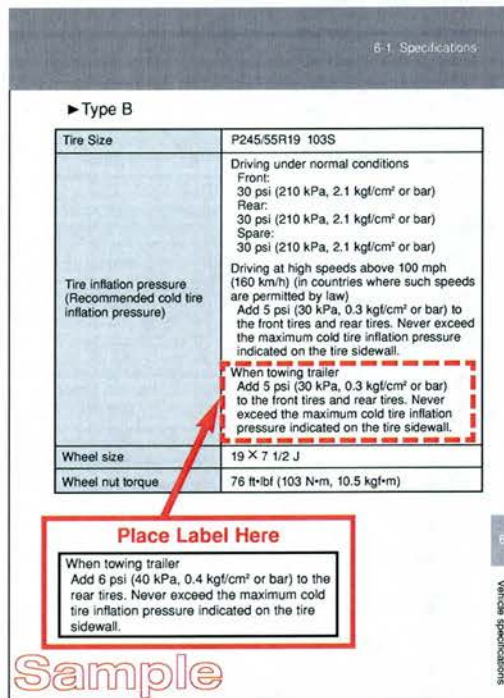 6-1. Specifications
►Type B
Tire Size
P245/55R19 103S
Tire inflation pressure
(Recommended cold tire
inflation pressure)
Driving under normal conditions
Front:
30 psi (210 kPa, 2.1 kgf/cm² or bar)
Rear:
30 psi (210 kPa, 2.1 kgf/cm² or bar)
Spare:
30 psi (210 kPa, 2.1 kgf/cm² or bar)
Driving at high speeds above 100 mph
(160 km/h) (in countries where such speeds
are permitted by law)
Add 5 psi (30 kPa, 0.3 kgf/cm² or bar) to
the front tires and rear tires. Never exceed
the maximum cold tire inflation pressure
indicated on the tire sidewall.
When towing trailer
Add 5 psi (30 kPa, 0.3 kgf/cm² or bar)
to the front tires and rear tires. Never
exceed the maximum cold tire inflation
pressure indicated on the tire sidewall.
Wheel size
19 × 7 1/2 J
Wheel nut torque
76 ft•lbf (103 N•m, 10.5 kgf•m)
Place Label Here
When towing trailer
Add 6 psi (40 kPa, 0.4 kgf/cm² or bar) to the
rear tires. Never exceed the maximum cold
tire inflation pressure indicated on the tire
sidewall.
6
Vehicle specifications
Sample